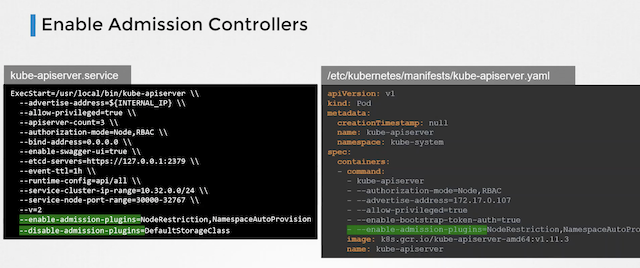 Enable Admission Controllers
kube-apiserver.service
ExecStart=/usr/local/bin/kube-apiserver \\
--advertise-address=${INTERNAL_IP} \\
--allow-privileged=true \\
--apiserver-count=3 \\
--authorization-mode=Node,RBAC \\
--bind-address=0.0.0.0 \\
--enable-swagger-ui=true \\
--etcd-servers=https://127.0.0.1:2379 \\
--event-ttl=1h \\
--runtime-config=api/all \\
--service-cluster-ip-range=10.32.0.0/24 \\
--service-node-port-range=30000-32767 \\
--v=2
--enable-admission-plugins=NodeRestriction,NamespaceAutoProvision
--disable-admission-plugins=DefaultStorageClass
/etc/kubernetes/manifests/kube-apiserver.yaml
apiVersion: v1
kind: Pod
metadata:
creationTimestamp: null
name: kube-apiserver
namespace: kube-system
spec:
containers:
- command:
- kube-apiserver
- --authorization-mode=Node,RBAC
- --advertise-address=172.17.0.107
- --allow-privileged=true
- --enable-bootstrap-token-auth=true
- --enable-admission-plugins=NodeRestriction,NamespaceAutoPro
image: k8s.gcr.io/kube-apiserver-amd64:v1.11.3
name: kube-apiserver